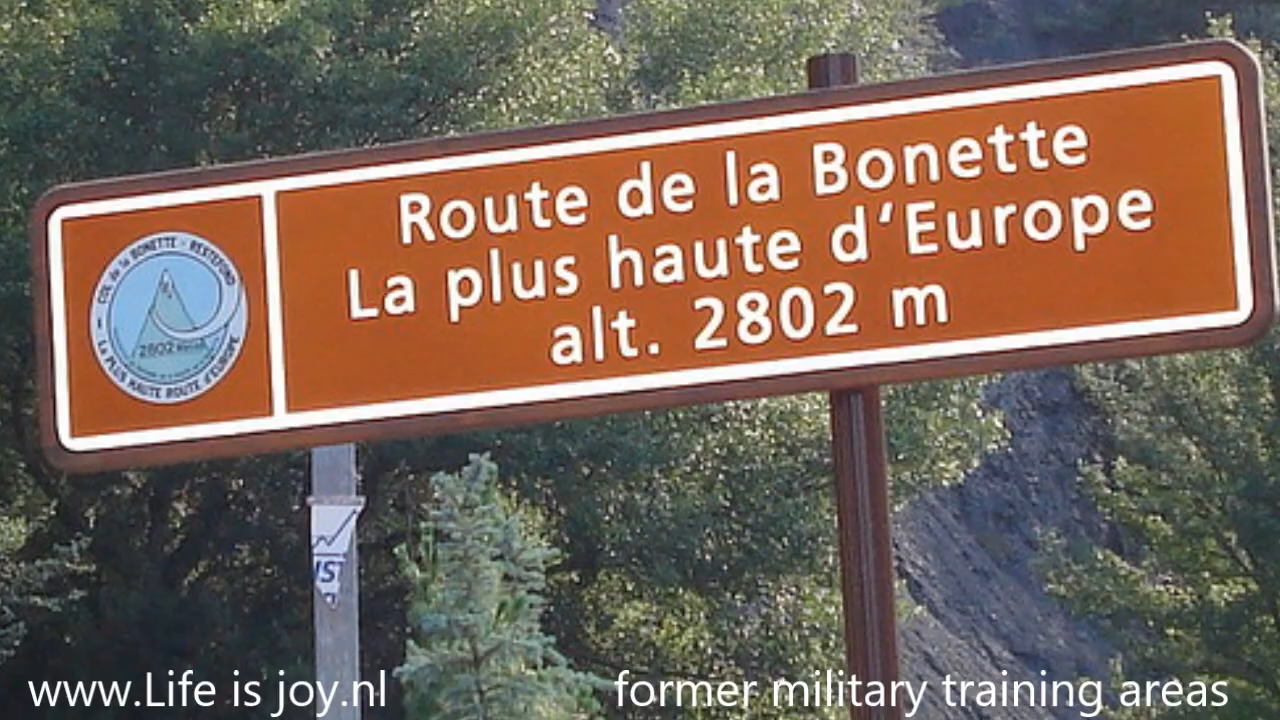 Route de la Bonette
La plus haute d'Europe
alt. 2802 m
COL de la BONETTE - RESTEFOND
2802
La PLUS HAUTE ROUTE d'EUROPE
www.Life is joy.nl
former military training areas